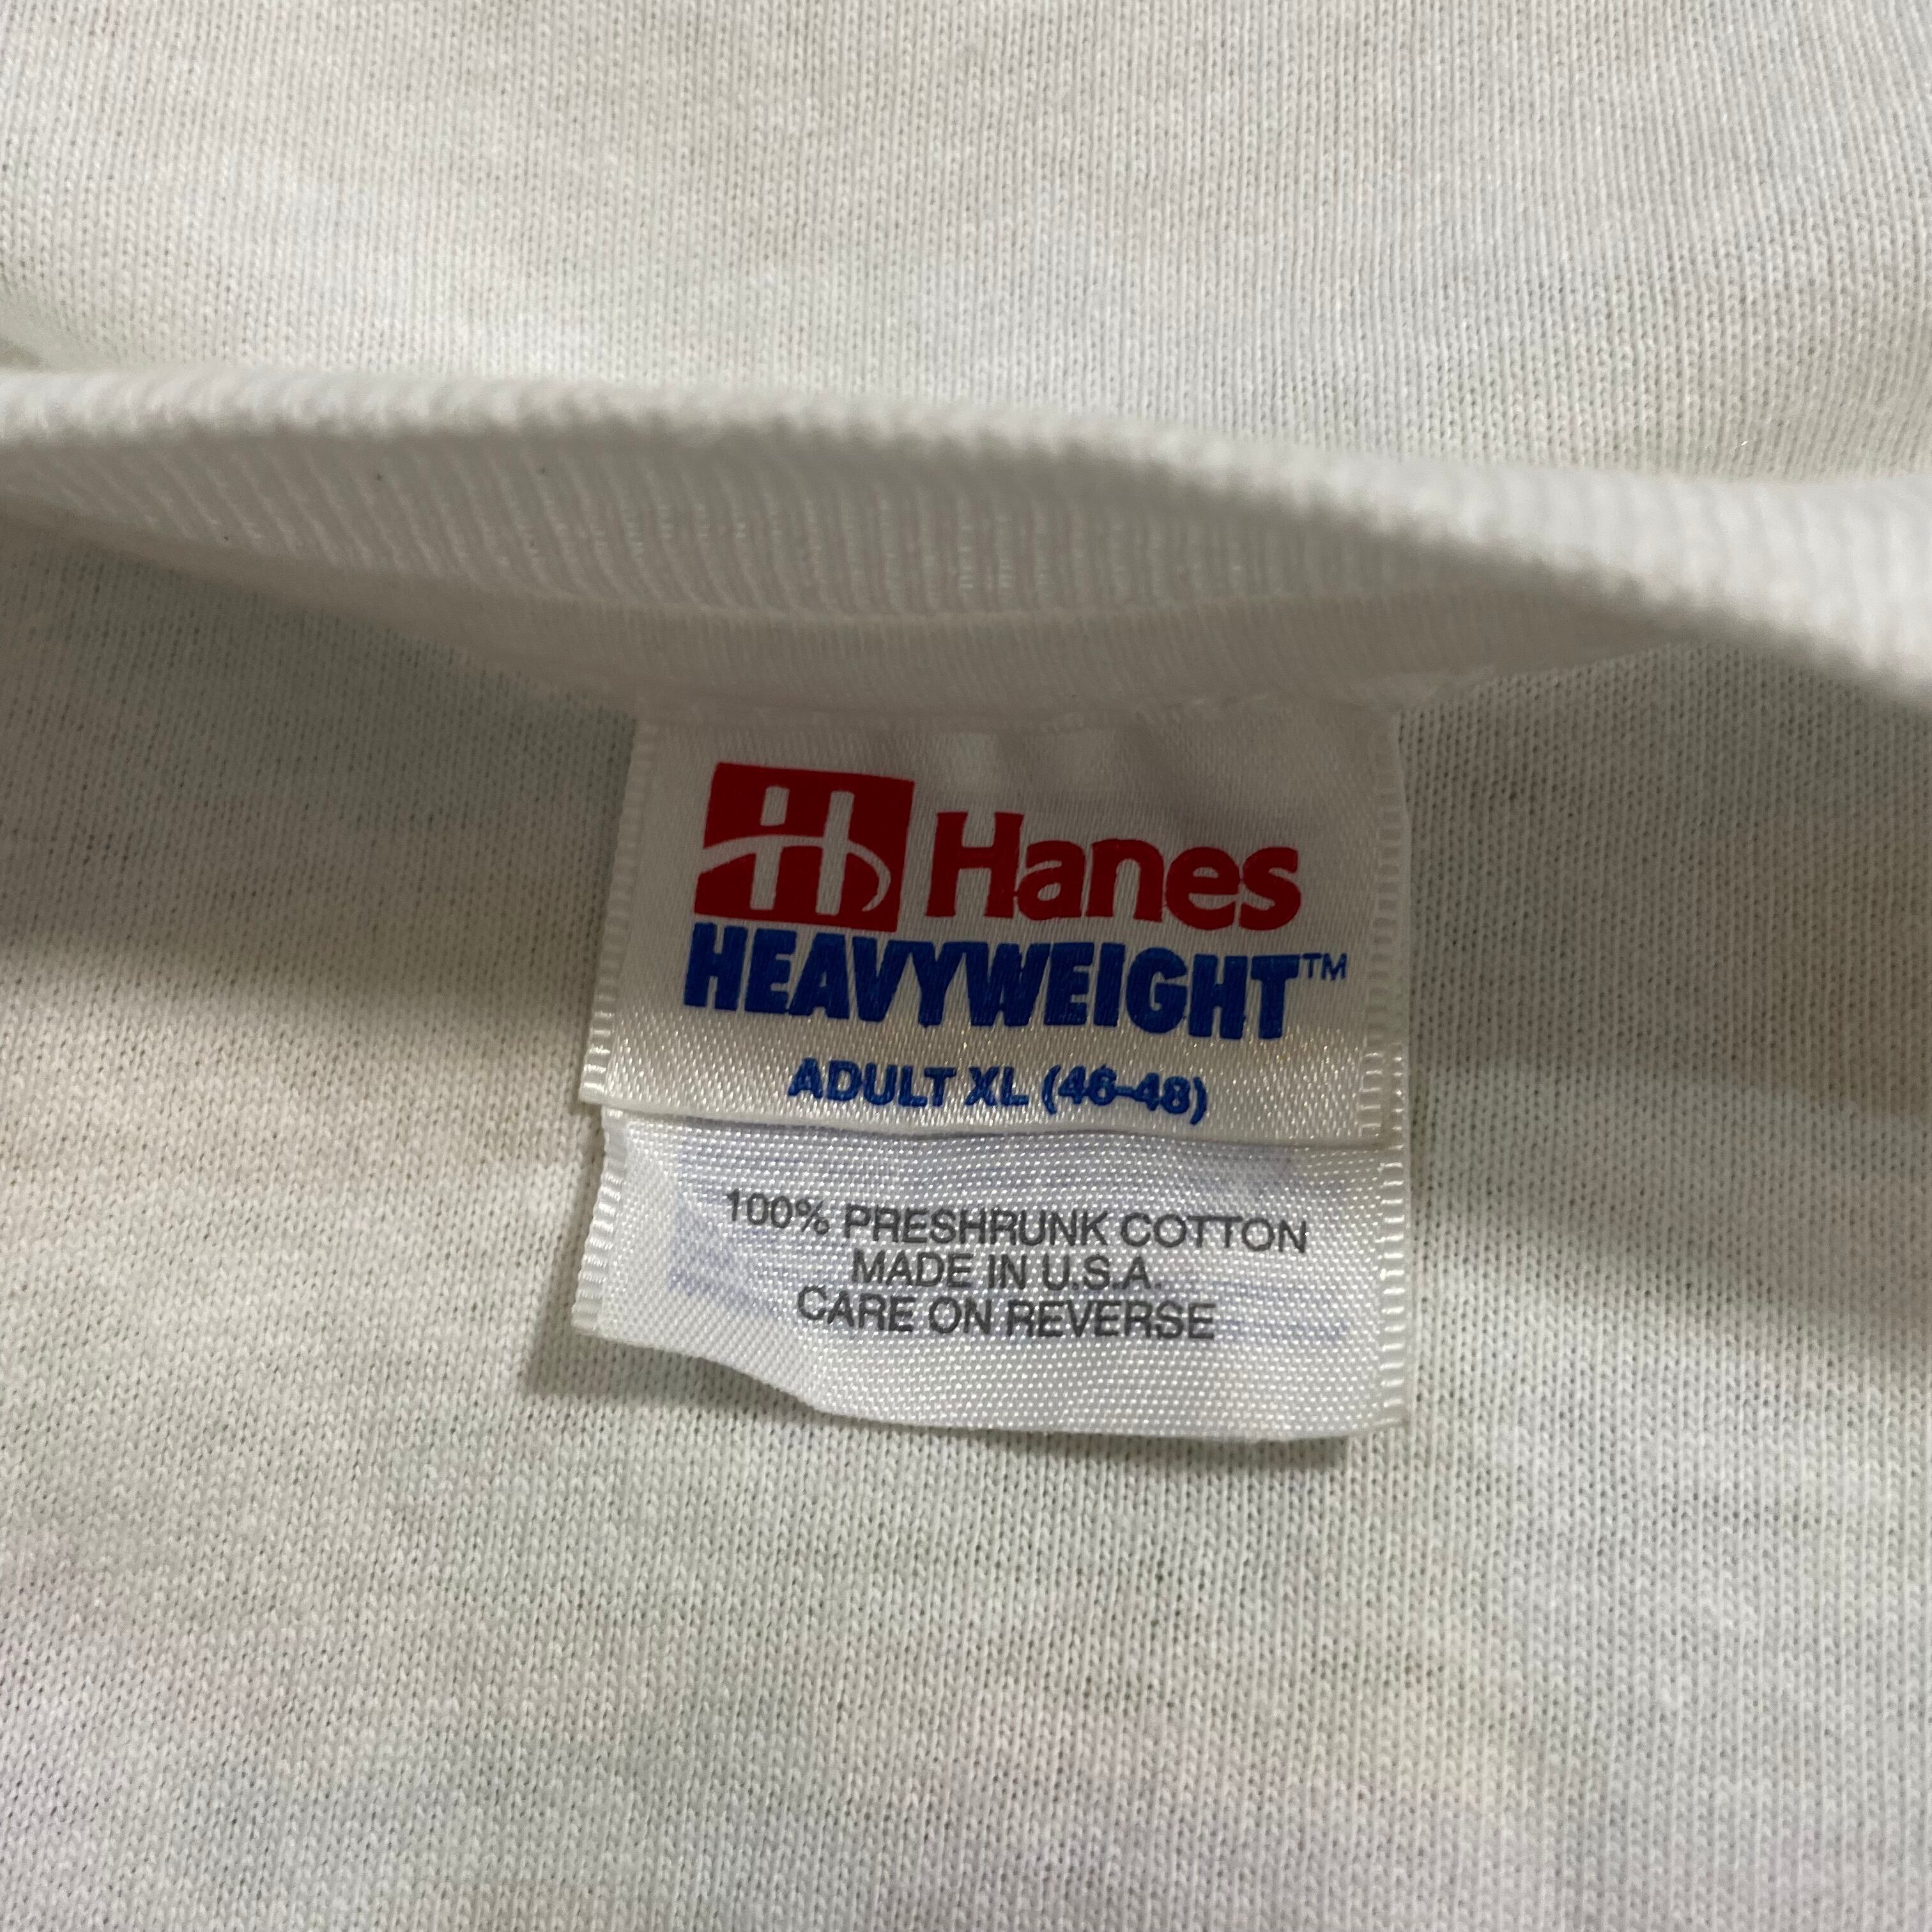 H Hanes
HEAVYWEIGHT™
ADULT XL (46-48)
100% PRESHRUNK COTTON
MADE IN U.S.A.
CARE ON REVERSE